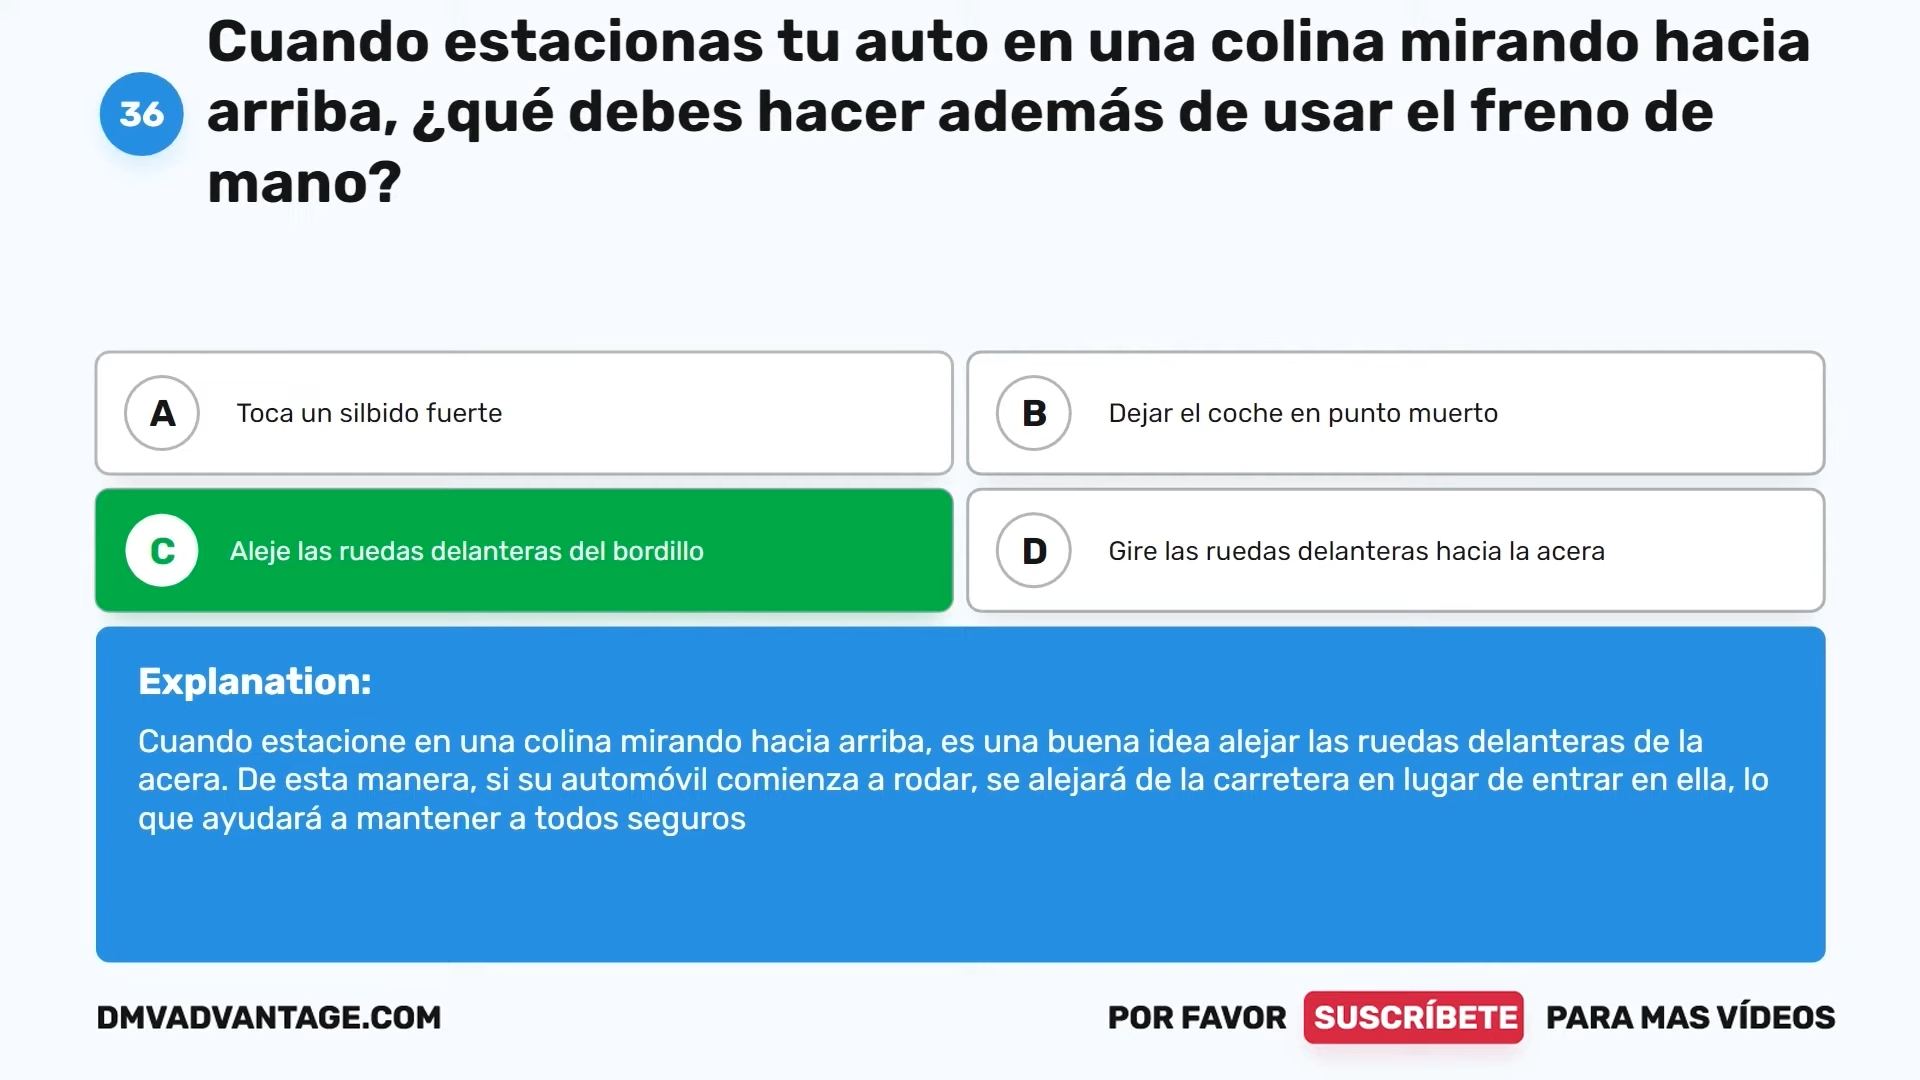 36
Cuando estacionas tu auto en una colina mirando hacia
arriba, ¿qué debes hacer además de usar el freno de
mano?
A Toca un silbido fuerte
B Dejar el coche en punto muerto
C Aleje las ruedas delanteras del bordillo
D Gire las ruedas delanteras hacia la acera
Explanation:
Cuando estacione en una colina mirando hacia arriba, es una buena idea alejar las ruedas delanteras de la
acera. De esta manera, si su automóvil comienza a rodar, se alejará de la carretera en lugar de entrar en ella, lo
que ayudará a mantener a todos seguros
DMVADVANTAGE.COM
POR FAVOR SUSCRÍBETE PARA MAS VÍDEOS